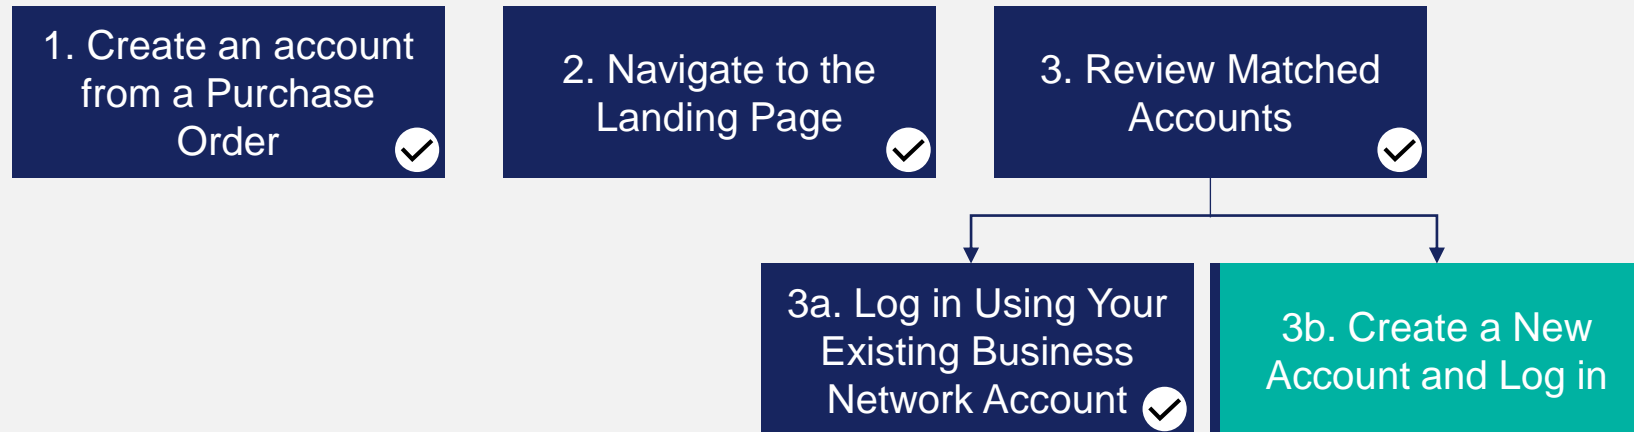 1. Create an account
from a Purchase
Order
2. Navigate to the
Landing Page
3. Review Matched
Accounts
3a. Log in Using Your
Existing Business
Network Account
3b. Create a New
Account and Log in